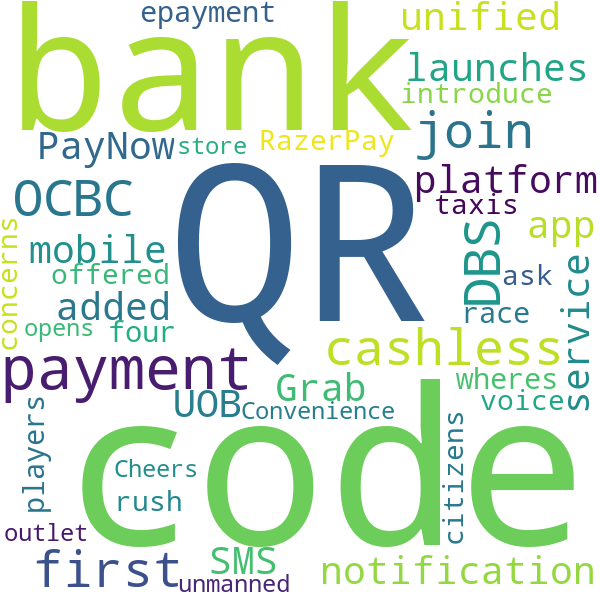 epayment
unified
bank
launches
introduce
PayNow
store
RazerPay
join
OCBC
platform
taxis
QR
concerns
mobile
DBS
app
offered
ask
service
added
race
opens
four
cashless
payment
Grab
wheres
UOB
Convenience
voice
players
code
citizens
Cheers
rush
outlet
first
SMS
notification
unmanned